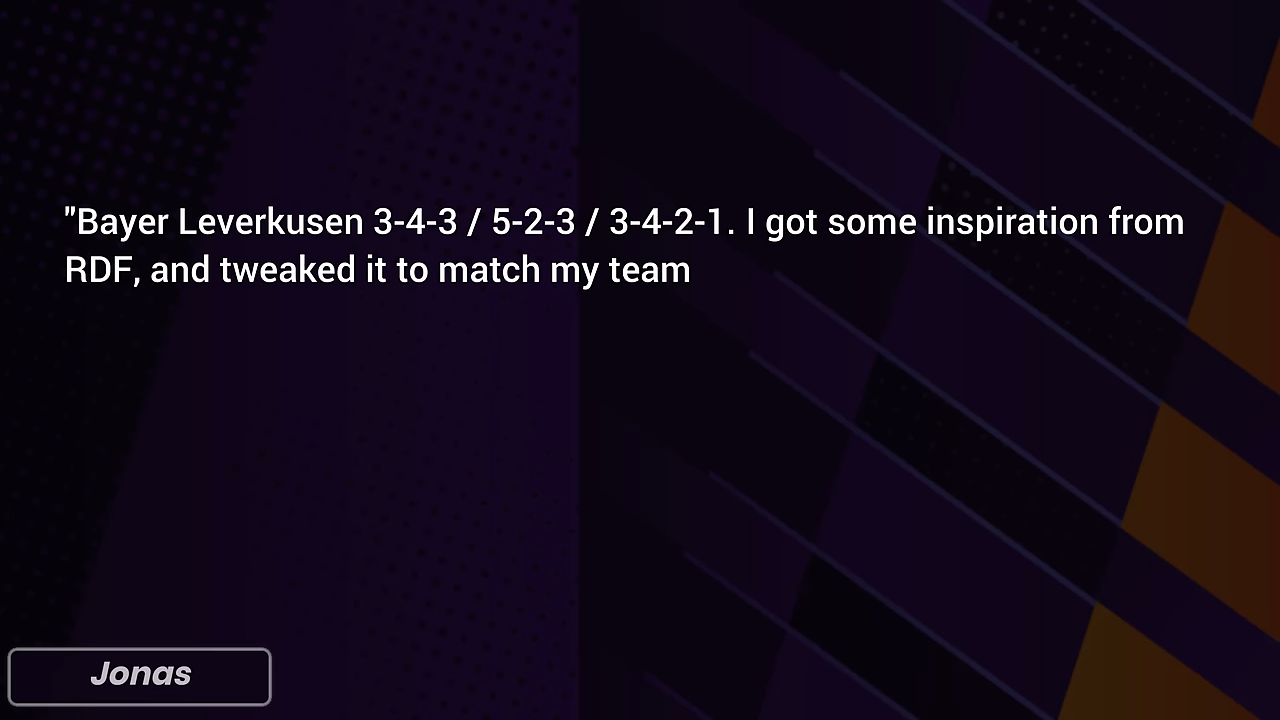 "Bayer Leverkusen 3-4-3 / 5-2-3 / 3-4-2-1. I got some inspiration from
RDF, and tweaked it to match my team
Jonas